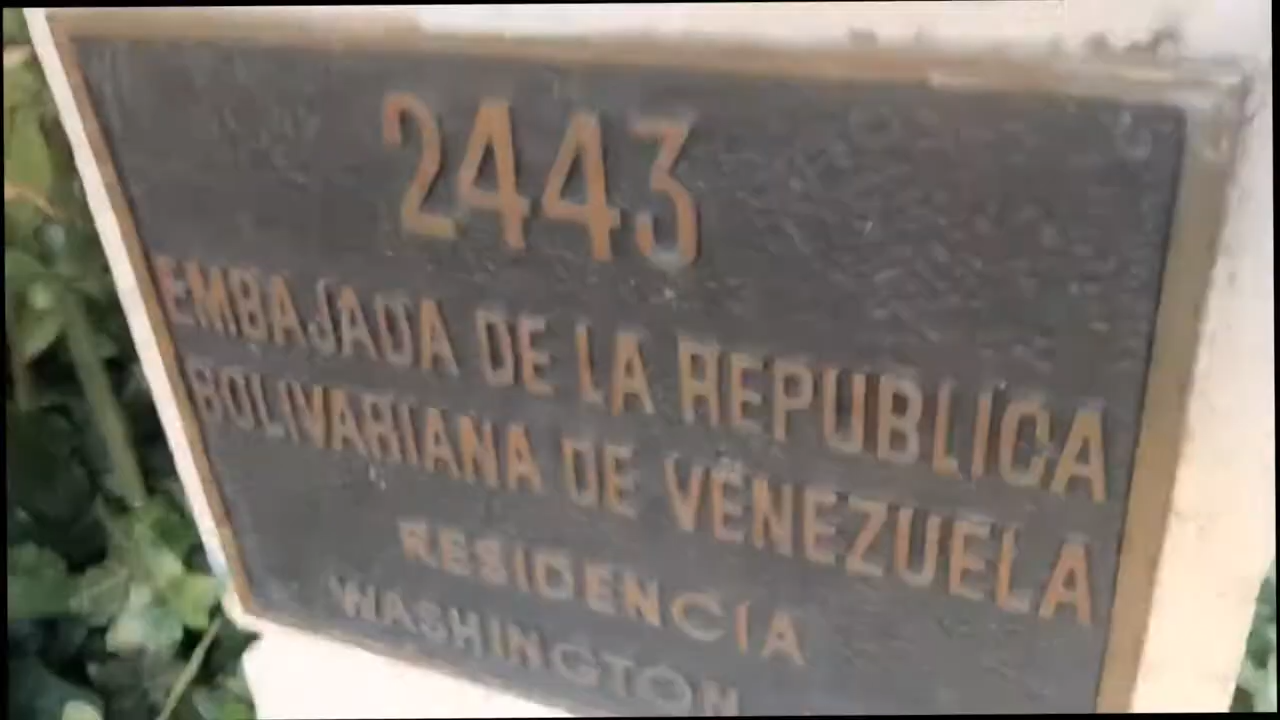 2443
EMBAJADA DE LA REPUBLICA
BOLIVARIANA DE VENEZUELA
RESIDENCIA
WASHINGTON